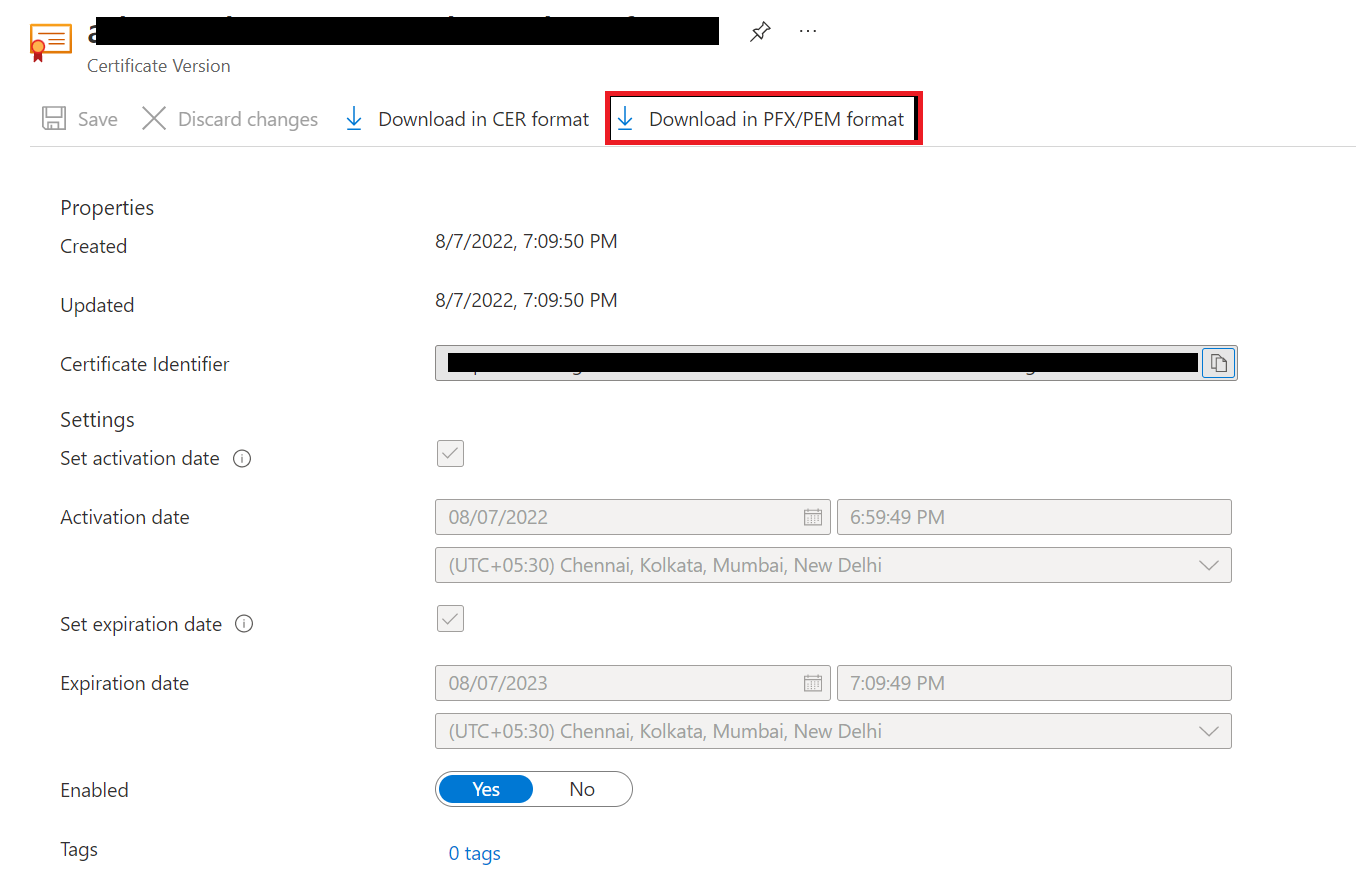 Certificate Version
Save Discard changes Download in CER format Download in PFX/PEM format
Properties
Created 8/7/2022, 7:09:50 PM
Updated 8/7/2022, 7:09:50 PM
Certificate Identifier
Settings
Set activation date
Activation date 08/07/2022 6:59:49 PM
(UTC+05:30) Chennai, Kolkata, Mumbai, New Delhi
Set expiration date
Expiration date 08/07/2023 7:09:49 PM
(UTC+05:30) Chennai, Kolkata, Mumbai, New Delhi
Enabled Yes No
Tags 0 tags